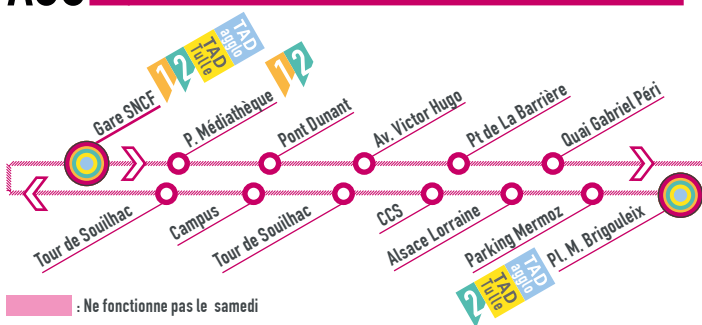 Gare SNCF
1 2 TAD Tulle TAD agglo
P. Médiathèque
1 2
Pont Dunant
Av. Victor Hugo
Pt de La Barrière
Quai Gabriel Péri
Tour de Souilhac
Campus
Tour de Souilhac
CCS
Alsace Lorraine
Parking Mermoz
Pl. M. Brigouleix
2 TAD Tulle TAD agglo
: Ne fonctionne pas le samedi